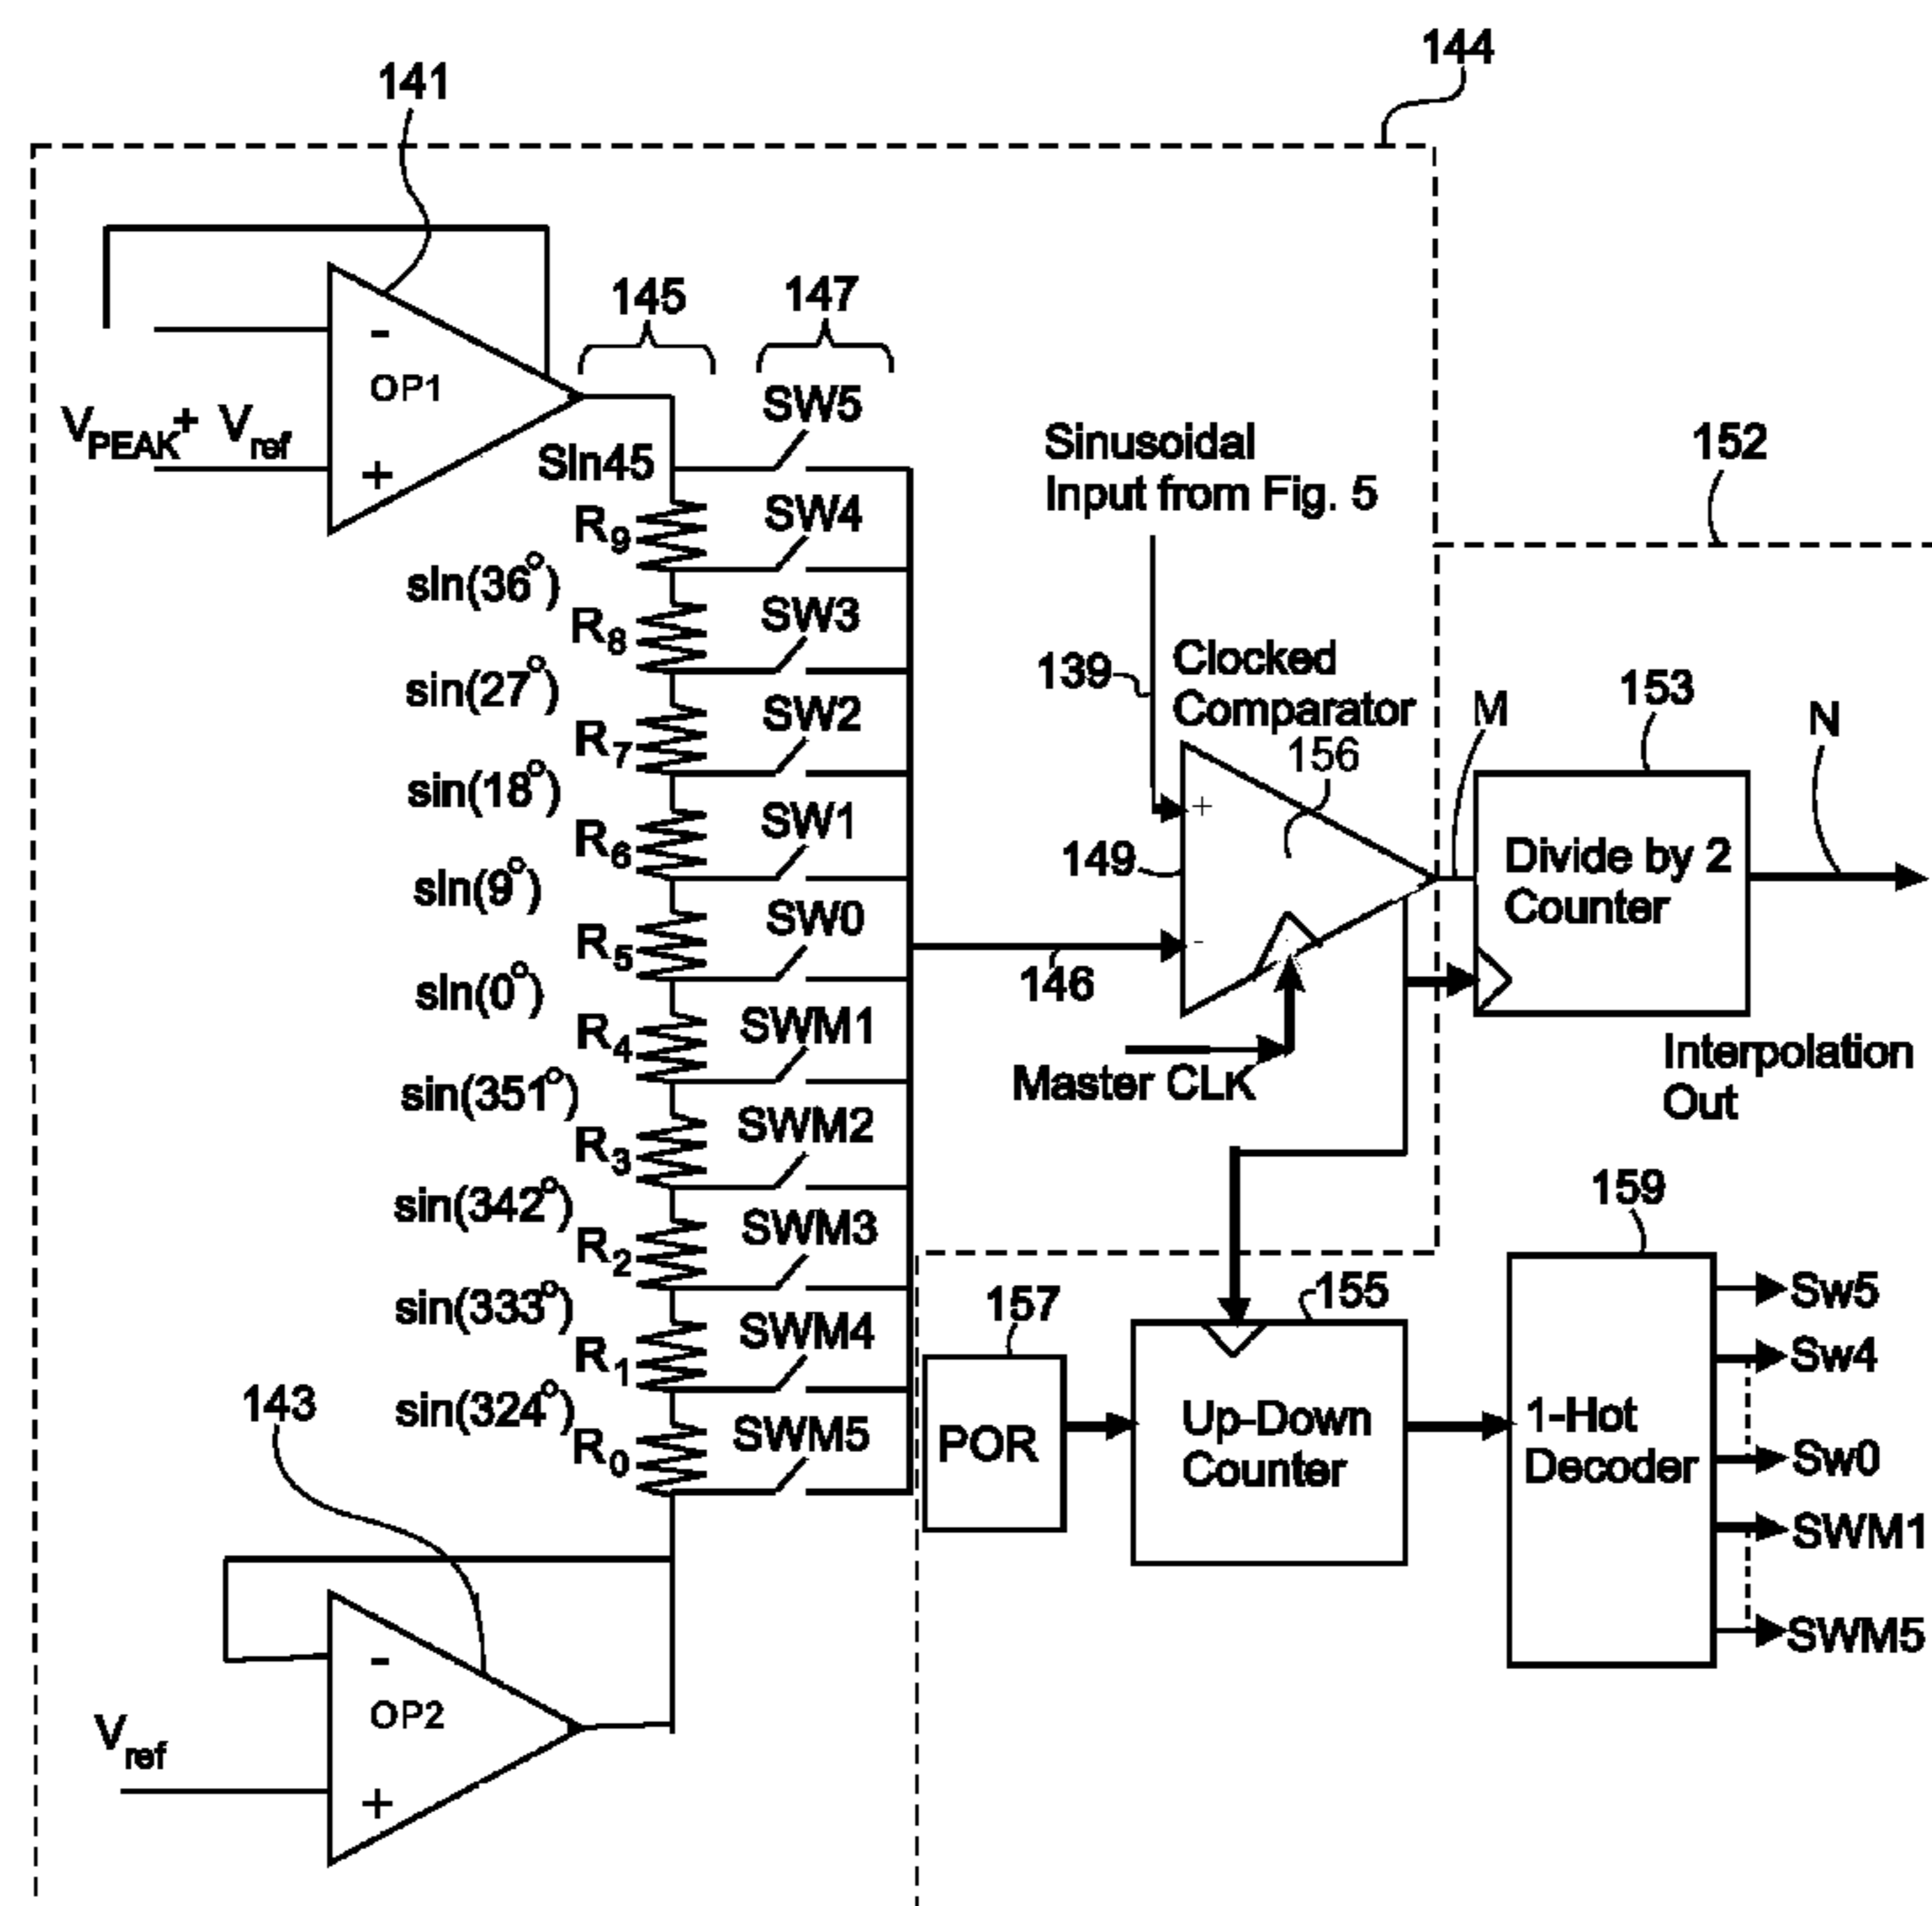 144
141
145
147
-
OP1
V PEAK + V ref
+
SIn45
SW5
R9
SW4
sIn(36°)
R8
SW3
sin(27°)
R7
SW2
sin(18°)
R6
SW1
sIn(9°)
R5
SW0
sIn(0°)
R4
SWM1
sin(351°)
R3
SWM2
sin(342°)
R2
SWM3
sin(333°)
R1
SWM4
sin(324°)
R0
SWM5
143
-
OP2
Vref
+
Sinusoidal
Input from Fig. 5
139
Clocked
Comparator
156
149
+
-
146
Master CLK
152
M
153
N
Divide by 2
Counter
Interpolation
Out
157
POR
155
Up-Down
Counter
159
1-Hot
Decoder
Sw5
Sw4
Sw0
SWM1
SWM5